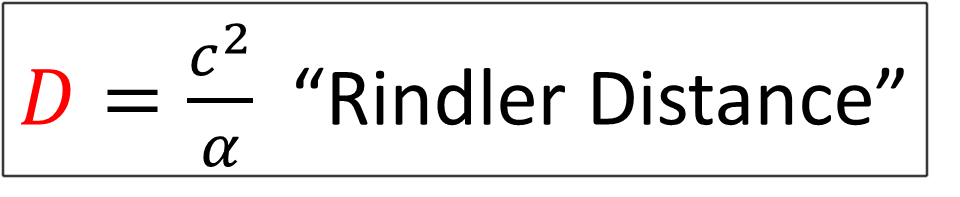 D = c²/α “Rindler Distance”